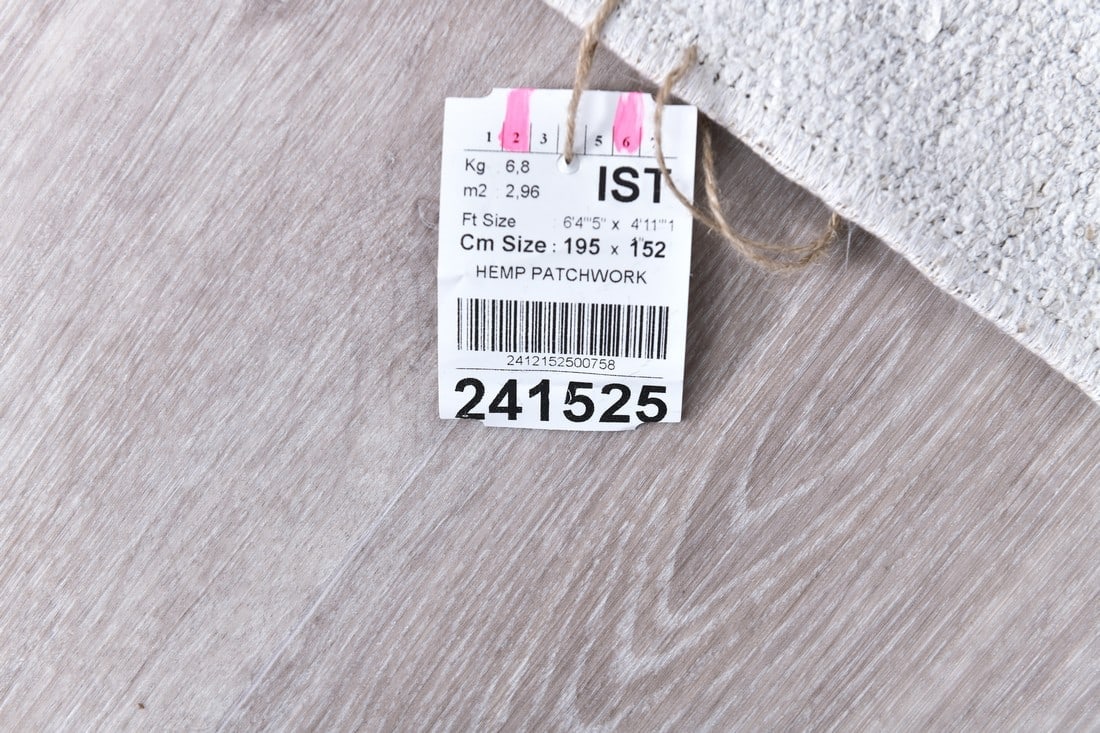 1 2 3 5 6
Kg : 6,8
m2 : 2,96
IST
Ft Size : 6'4'''5" x 4'11'''1"
Cm Size : 195 x 152
HEMP PATCHWORK
2412152500758
241525